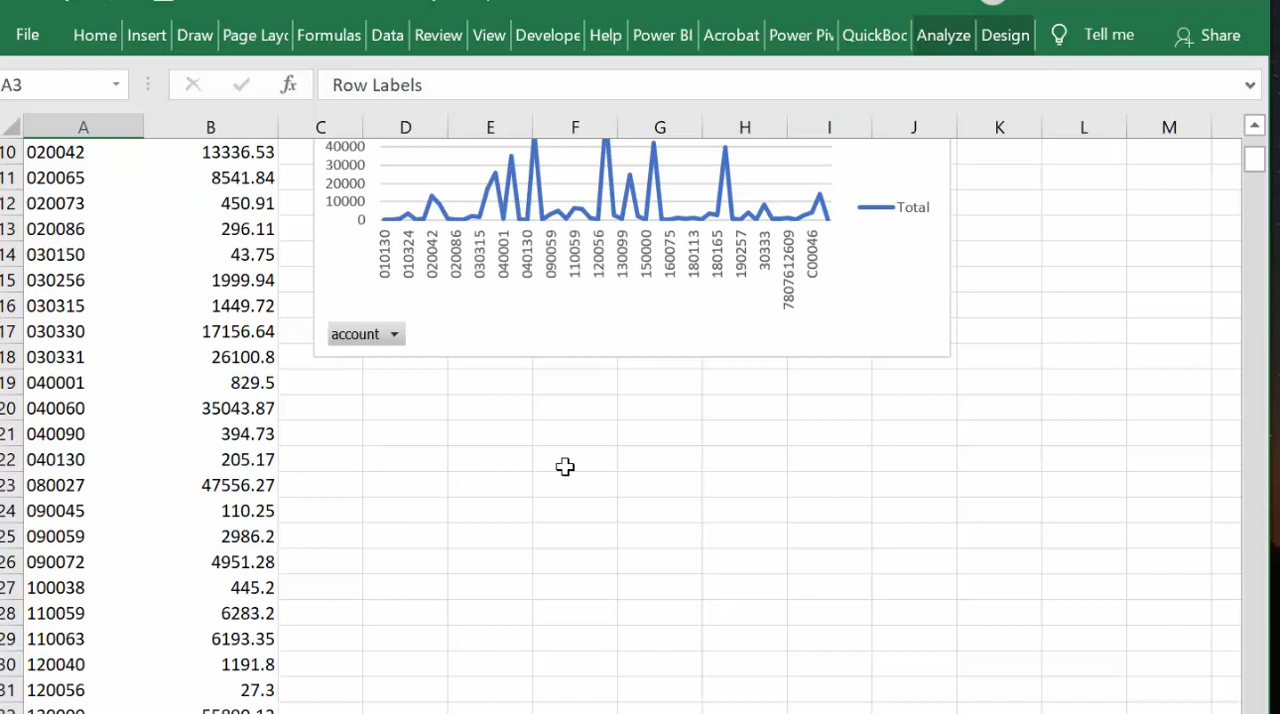 File Home Insert Draw Page Layc Formulas Data Review View Develope Help Power BI Acrobat Power Piv QuickBoc Analyze Design Tell me Share
A3 fx Row Labels
A B C D E F G H I J K L M
10 020042 13336.53
11 020065 8541.84
12 020073 450.91
13 020086 296.11
14 030150 43.75
15 030256 1999.94
16 030315 1449.72
17 030330 17156.64
18 030331 26100.8
19 040001 829.5
20 040060 35043.87
21 040090 394.73
22 040130 205.17
23 080027 47556.27
24 090045 110.25
25 090059 2986.2
26 090072 4951.28
27 100038 445.2
28 110059 6283.2
29 110063 6193.35
30 120040 1191.8
31 120056 27.3
40000
30000
20000
10000
0
010130 010324 020042 020086 030315 040001 040130 090059 110059 120056 130099 150000 160075 180113 180165 190257 30333 7807612609 C00046
Total
account